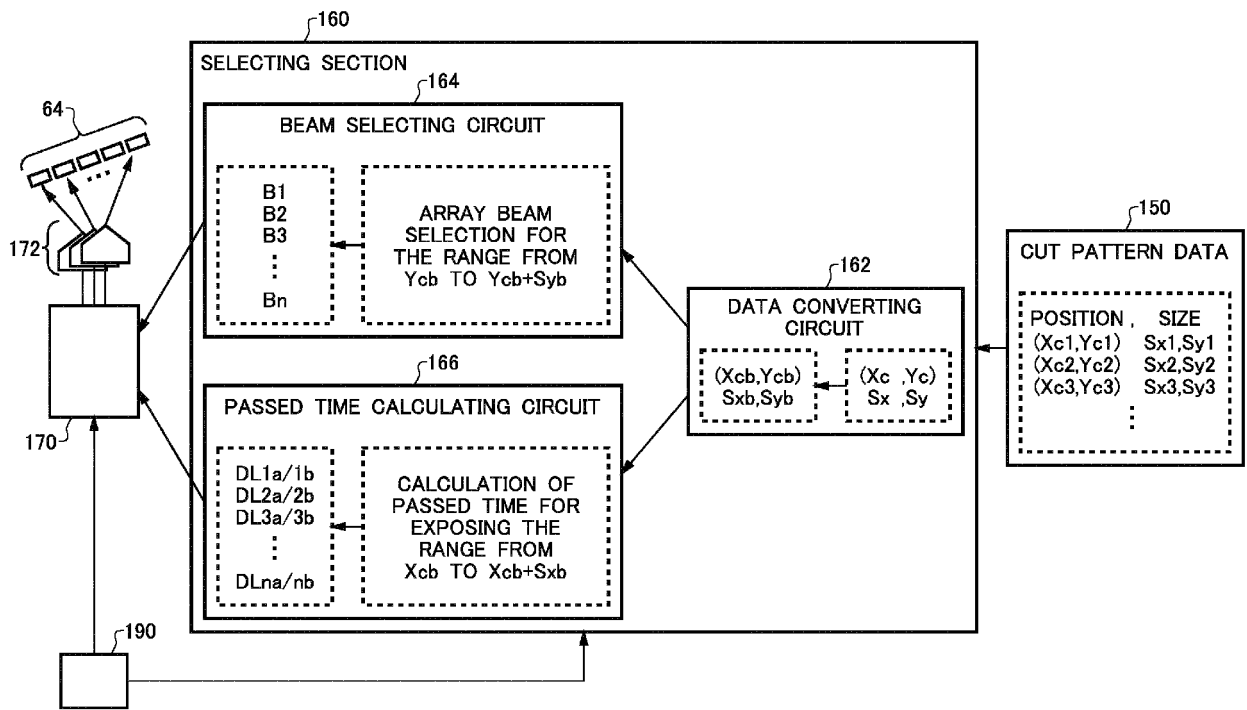 160
SELECTING SECTION
164
BEAM SELECTING CIRCUIT
B1
B2
B3
⋮
Bn
ARRAY BEAM
SELECTION FOR
THE RANGE FROM
Ycb TO Ycb+Syb
64
...
172
170
166
PASSED TIME CALCULATING CIRCUIT
DL1a/1b
DL2a/2b
DL3a/3b
⋮
DLna/nb
CALCULATION OF
PASSED TIME FOR
EXPOSING THE
RANGE FROM
Xcb TO Xcb+Sxb
162
DATA CONVERTING
CIRCUIT
(Xcb,Ycb)
Sxb,Syb
(Xc ,Yc)
Sx ,Sy
150
CUT PATTERN DATA
POSITION , SIZE
(Xc1,Yc1) Sx1,Sy1
(Xc2,Yc2) Sx2,Sy2
(Xc3,Yc3) Sx3,Sy3
⋮
190